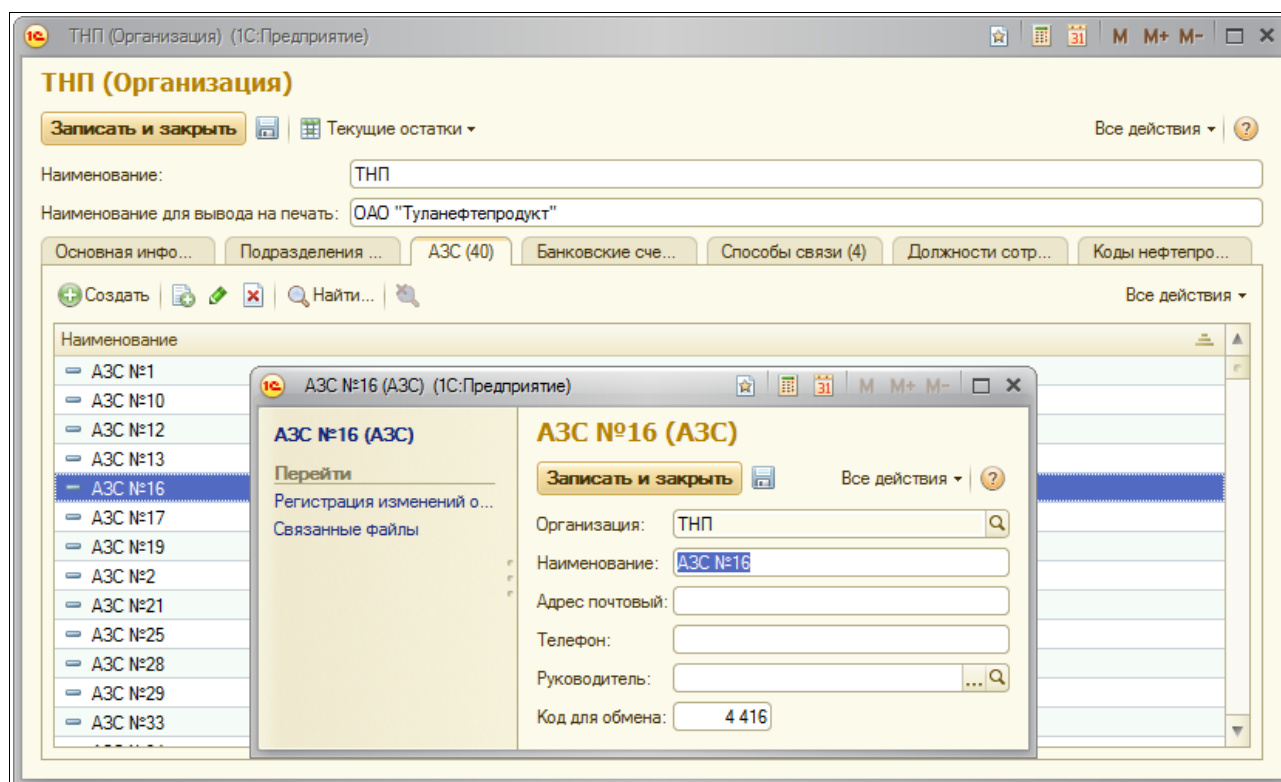 ТНП (Организация) (1С:Предприятие)
M M+ M-
ТНП (Организация)
Записать и закрыть Текущие остатки Все действия
Наименование: ТНП
Наименование для вывода на печать: ОАО "Туланефтепродукт"
Основная инфо... Подразделения ... АЗС (40) Банковские сче... Способы связи (4) Должности сотр... Коды нефтепро...
Создать Найти... Все действия
Наименование
АЗС №1
АЗС №10
АЗС №12
АЗС №13
АЗС №16
АЗС №17
АЗС №19
АЗС №2
АЗС №21
АЗС №25
АЗС №28
АЗС №29
АЗС №33
АЗС №16 (АЗС) (1С:Предприятие)
M M+ M-
АЗС №16 (АЗС)
Перейти
Регистрация изменений о...
Связанные файлы
АЗС №16 (АЗС)
Записать и закрыть Все действия
Организация: ТНП
Наименование: АЗС №16
Адрес почтовый:
Телефон:
Руководитель: ...
Код для обмена: 4 416